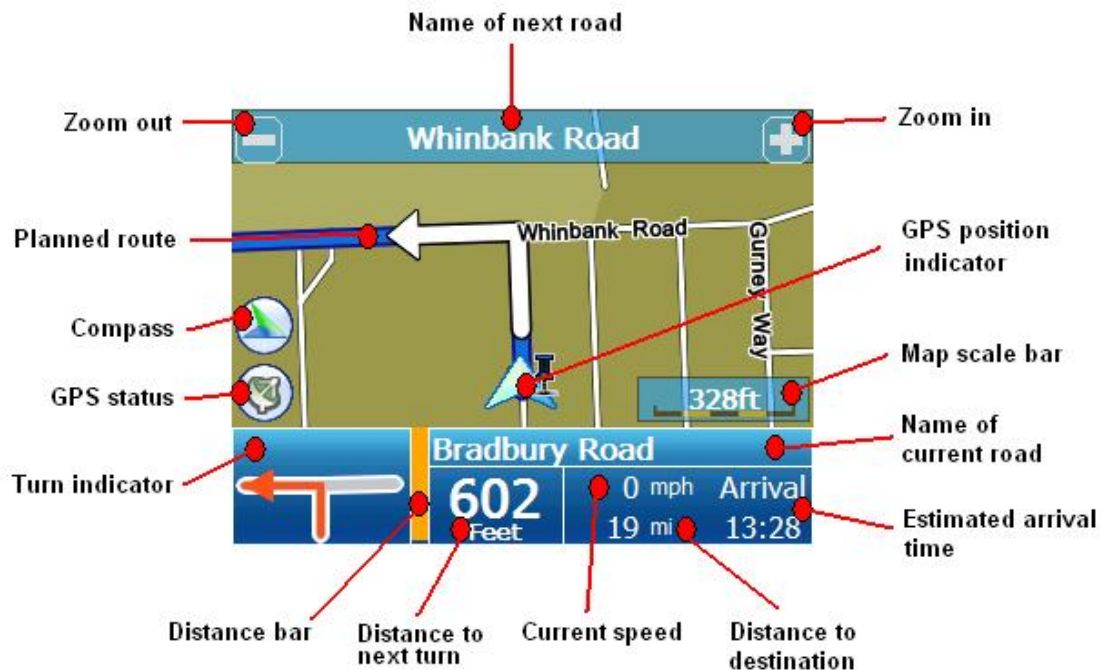 Name of next road
Zoom out
Zoom in
Whinbank Road
Planned route
Whinbank Road
Gurney Way
GPS position
indicator
Compass
Map scale bar
GPS status
328ft
Name of
current road
Bradbury Road
Turn indicator
602
Feet
0 mph
Arrival
19 mi
13:28
Estimated arrival
time
Distance bar
Distance to
next turn
Current speed
Distance to
destination